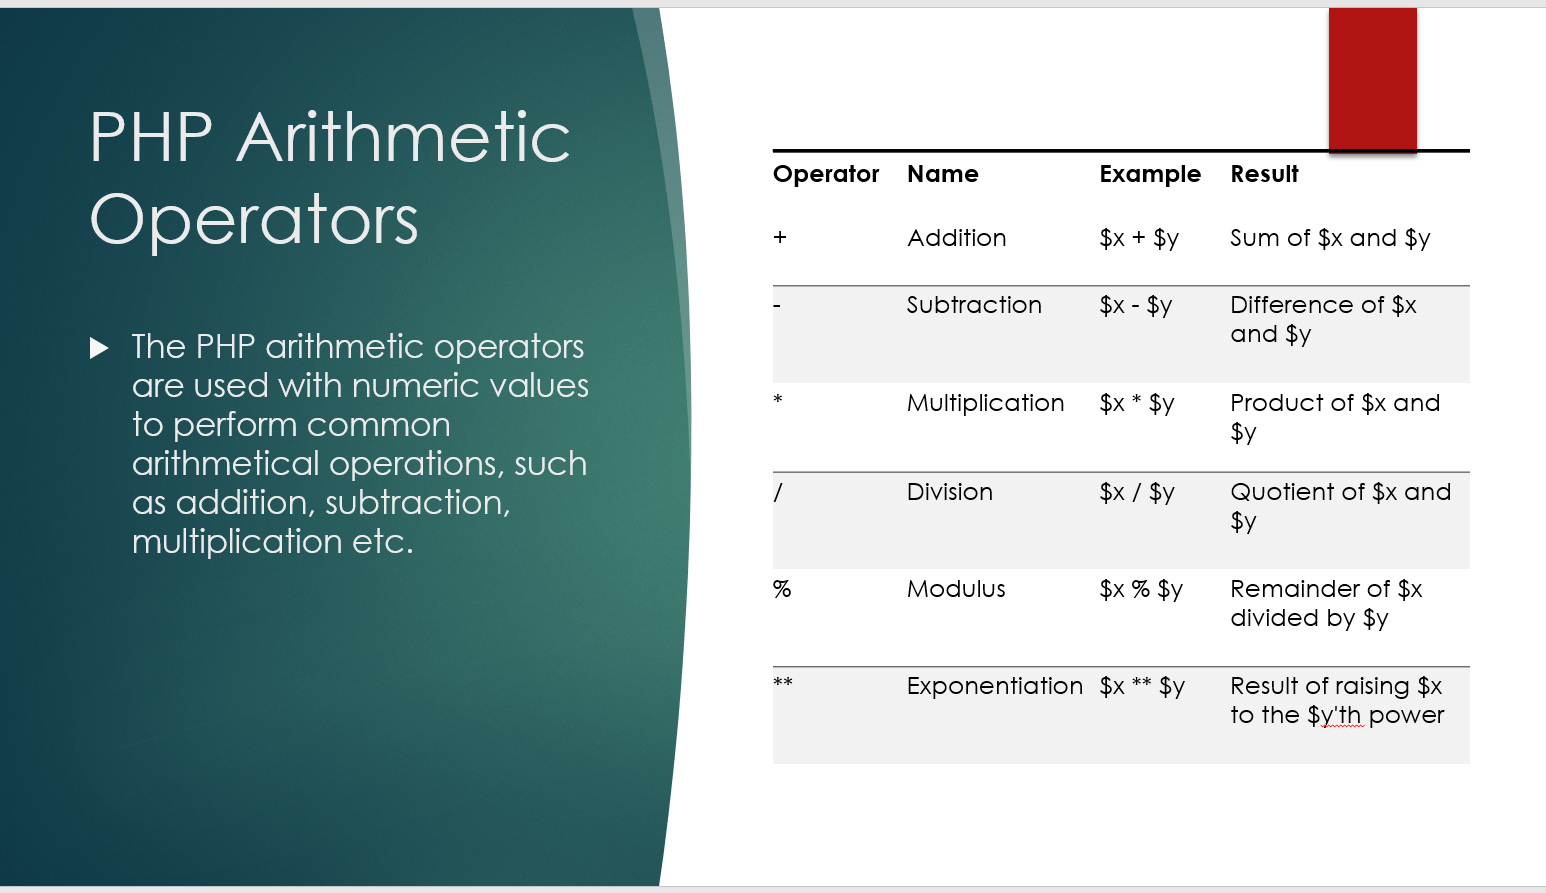 PHP Arithmetic
Operators
The PHP arithmetic operators
are used with numeric values
to perform common
arithmetical operations, such
as addition, subtraction,
multiplication etc.
Operator Name Example Result
+ Addition $x + $y Sum of $x and $y
- Subtraction $x - $y Difference of $x
and $y
* Multiplication $x * $y Product of $x and
$y
/ Division $x / $y Quotient of $x and
$y
% Modulus $x % $y Remainder of $x
divided by $y
** Exponentiation $x ** $y Result of raising $x
to the $y'th power